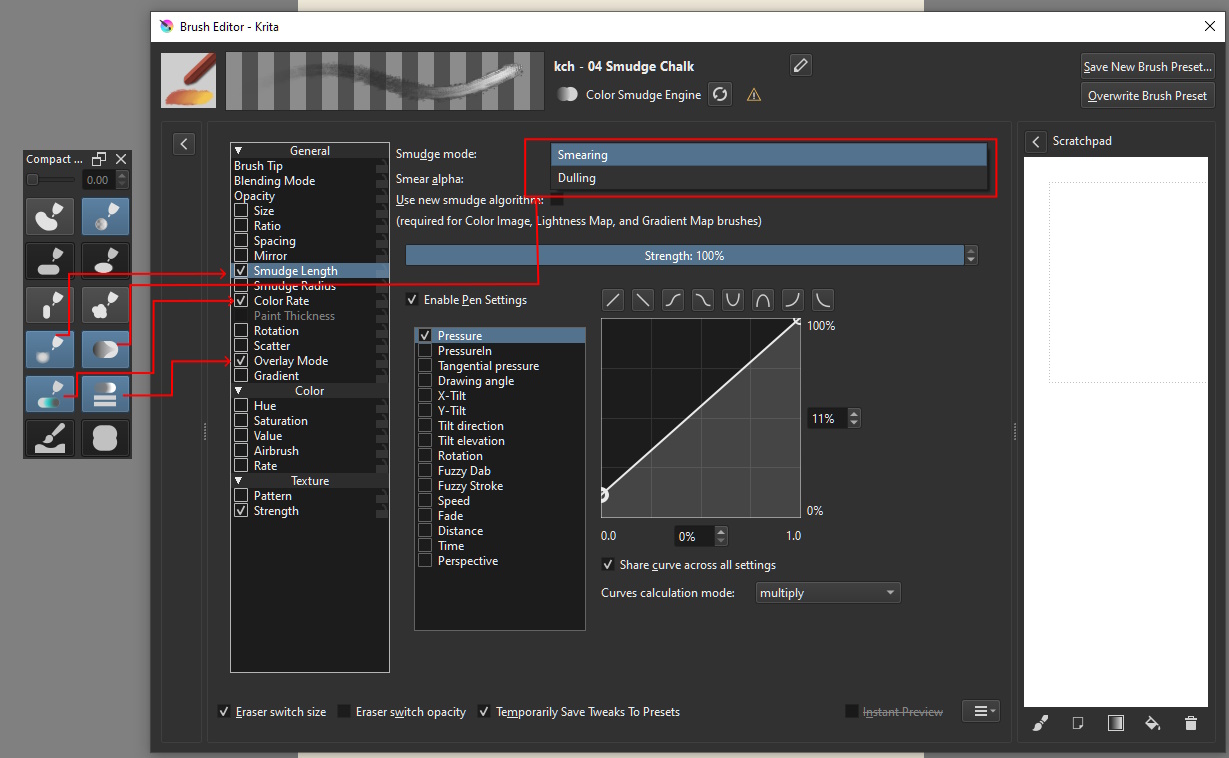 Brush Editor - Krita
kch - 04 Smudge Chalk
Color Smudge Engine
Save New Brush Preset...
Overwrite Brush Preset
Compact ...
0.00
General
Brush Tip
Blending Mode
Opacity
Size
Ratio
Spacing
Mirror
Smudge Length
Smudge Radius
Color Rate
Paint Thickness
Rotation
Scatter
Overlay Mode
Gradient
Color
Hue
Saturation
Value
Airbrush
Rate
Texture
Pattern
Strength
Smudge mode:
Smearing
Dulling
Smear alpha:
Use new smudge algorithm:
(required for Color Image, Lightness Map, and Gradient Map brushes)
Strength: 100%
Enable Pen Settings
Pressure
PressureIn
Tangential pressure
Drawing angle
X-Tilt
Y-Tilt
Tilt direction
Tilt elevation
Rotation
Fuzzy Dab
Fuzzy Stroke
Speed
Fade
Distance
Time
Perspective
100%
11%
0%
0.0
0%
1.0
Share curve across all settings
Curves calculation mode:
multiply
Scratchpad
Eraser switch size
Eraser switch opacity
Temporarily Save Tweaks To Presets
Instant Preview